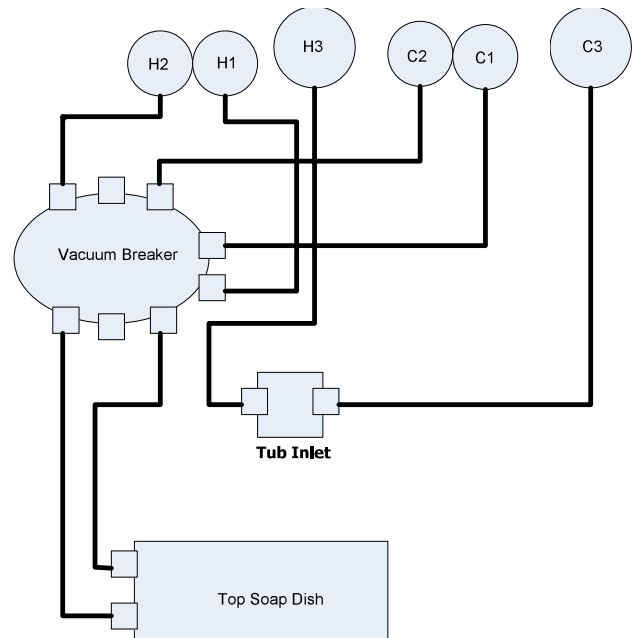 H2
H1
H3
C2
C1
C3
Vacuum Breaker
Tub Inlet
Top Soap Dish